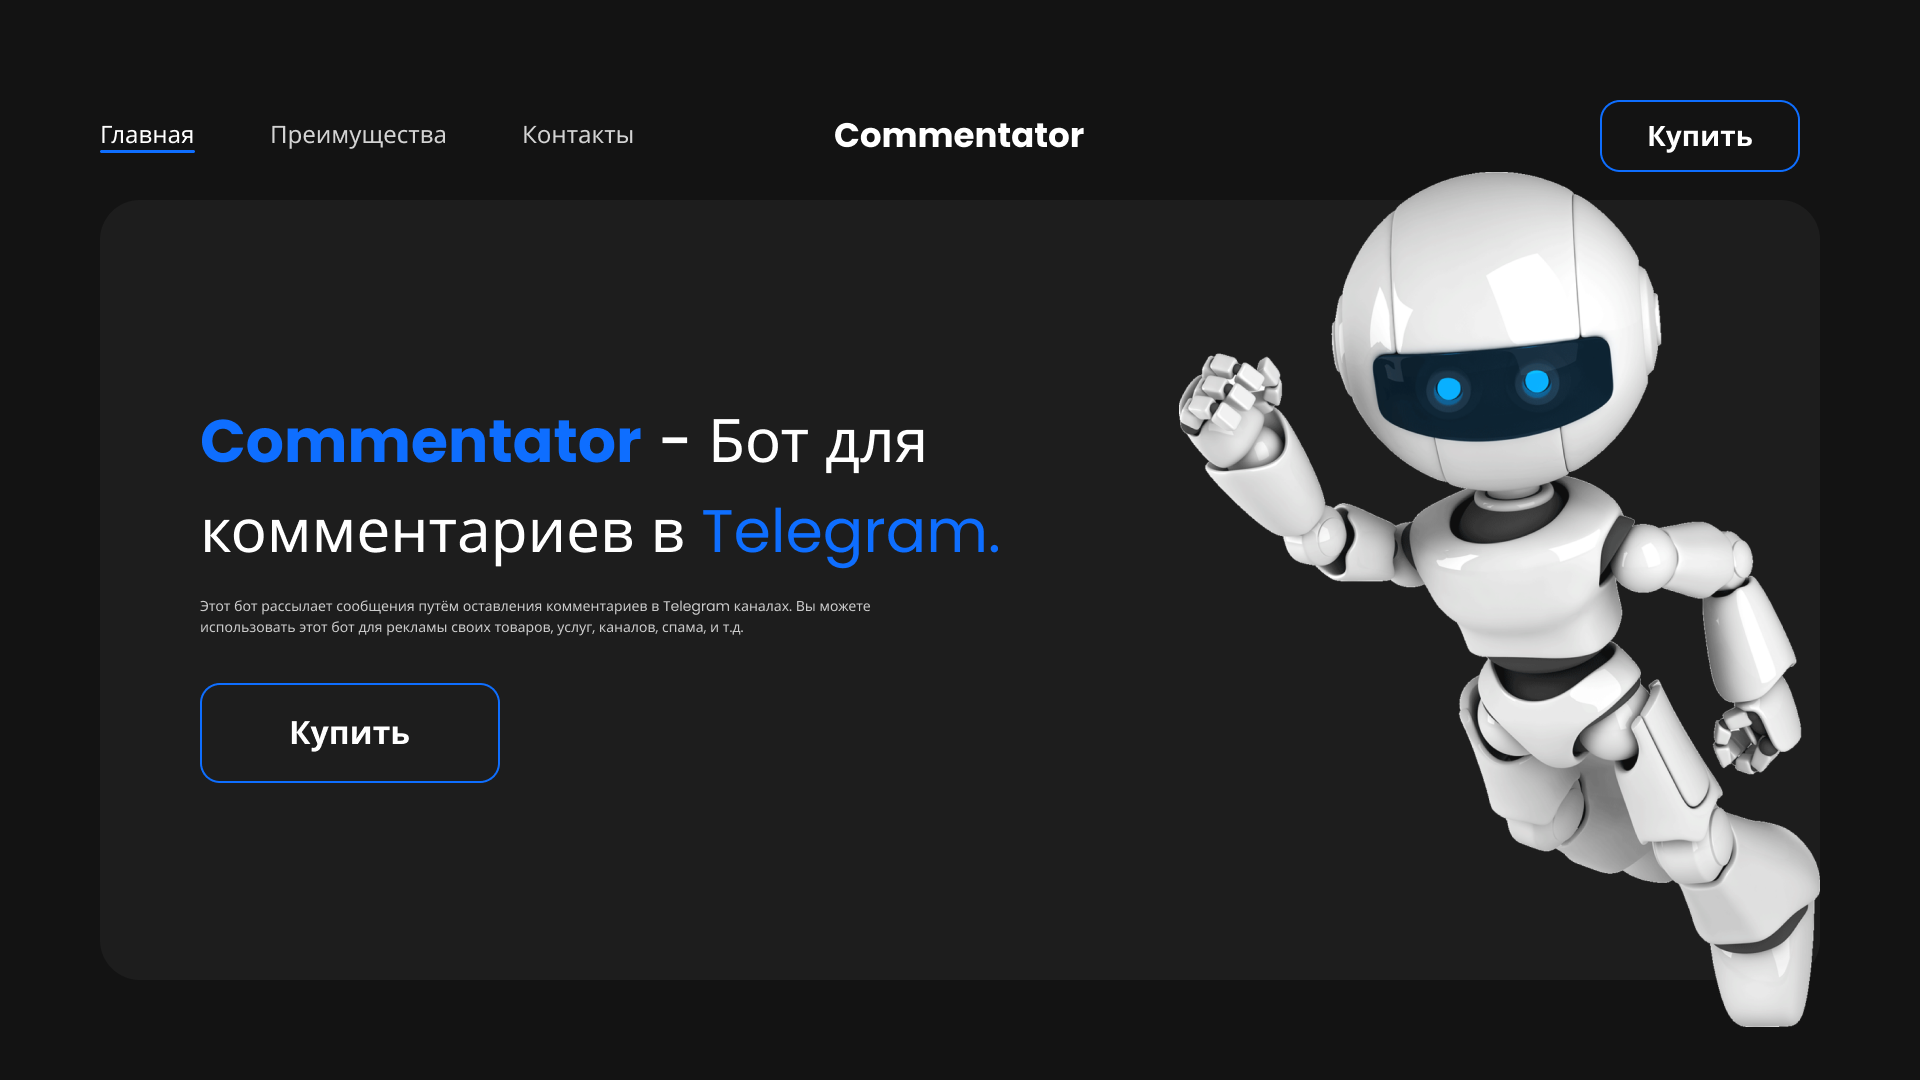 Главная Преимущества Контакты Commentator Купить
Commentator - Бот для
комментариев в Telegram.
Этот бот рассылает сообщения путём оставления комментариев в Telegram каналах. Вы можете
использовать этот бот для рекламы своих товаров, услуг, каналов, спама, и т.д.
Купить